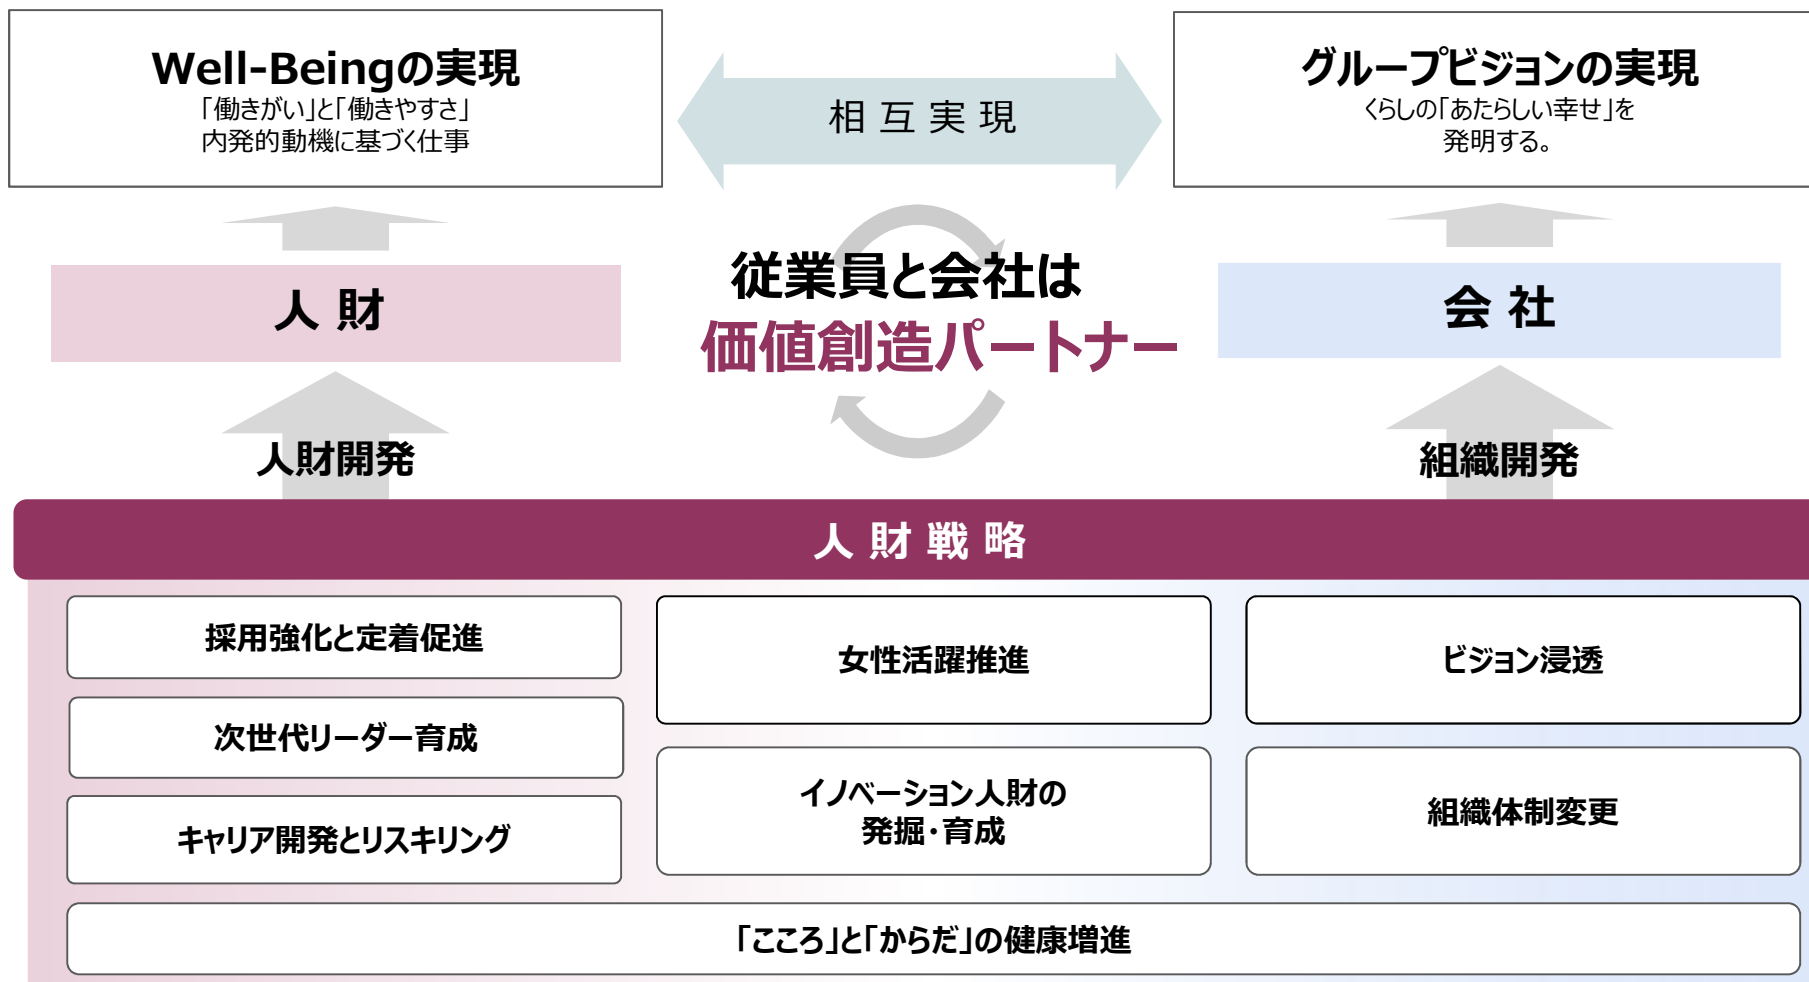 Well-Beingの実現
「働きがい」と「働きやすさ」
内発的動機に基づく仕事
相互実現
グループビジョンの実現
くらしの「あたらしい幸せ」を
発明する。
人財
従業員と会社は
価値創造パートナー
会社
人財開発
組織開発
人財戦略
採用強化と定着促進
次世代リーダー育成
キャリア開発とリスキリング
女性活躍推進
イノベーション人財の
発掘・育成
ビジョン浸透
組織体制変更
「こころ」と「からだ」の健康増進